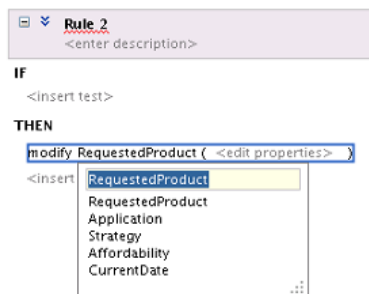 Rule 2
<enter description>
IF
<insert test>
THEN
modify RequestedProduct ( <edit properties> )
<insert
RequestedProduct
RequestedProduct
Application
Strategy
Affordability
CurrentDate